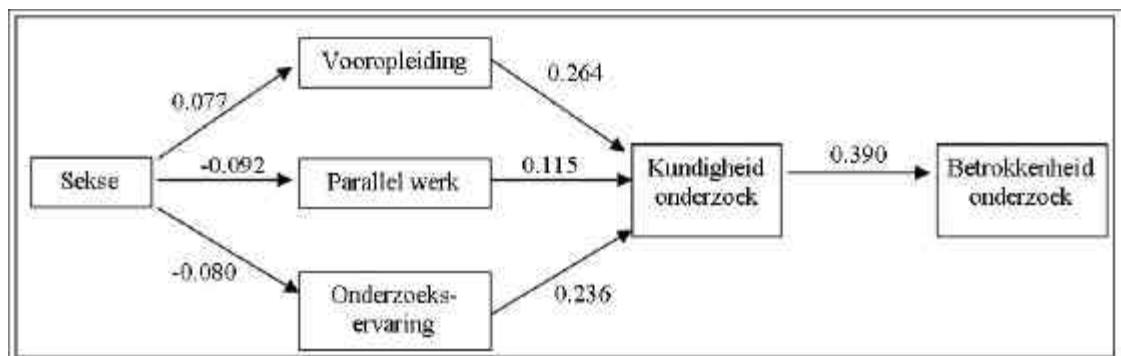 Vooropleiding
0.264
0.077
Sekse
-0.092
Parallel werk
0.115
Kundigheid
onderzoek
0.390
Betrokkenheid
onderzoek
-0.080
Onderzoeks-
ervaring
0.236